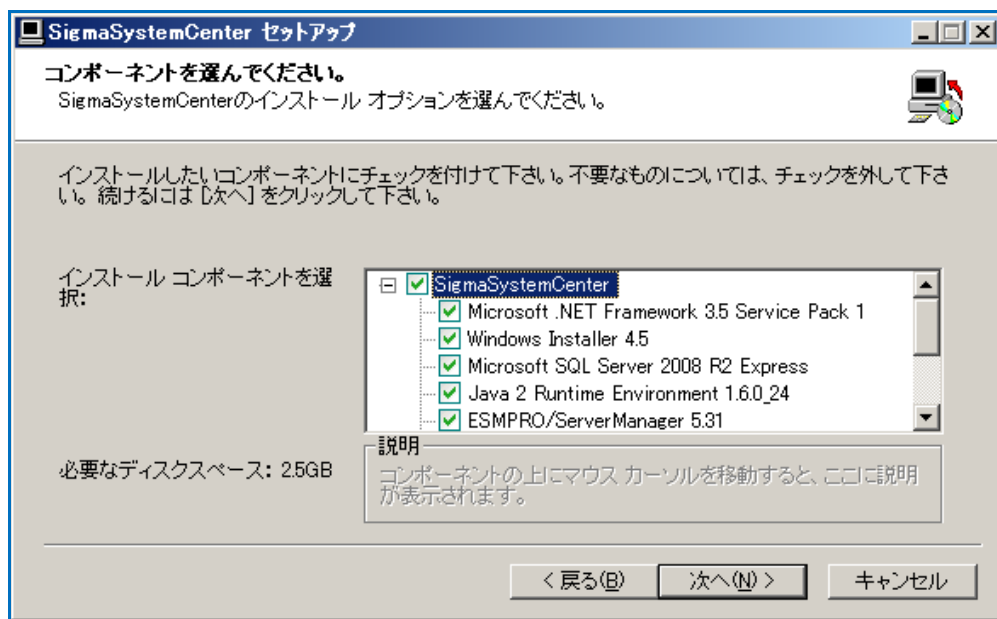 SigmaSystemCenter セットアップ
コンポーネントを選んでください。
SigmaSystemCenterのインストール オプションを選んでください。
インストールしたいコンポーネントにチェックを付けて下さい。不要なものについては、チェックを外して下さ
い。続けるには [次へ] をクリックして下さい。
インストール コンポーネントを選
択:
SigmaSystemCenter
Microsoft .NET Framework 3.5 Service Pack 1
Windows Installer 4.5
Microsoft SQL Server 2008 R2 Express
Java 2 Runtime Environment 1.6.0_24
ESMPRO/ServerManager 5.31
必要なディスクスペース: 2.5GB
説明
コンポーネントの上にマウス カーソルを移動すると、ここに説明
が表示されます。
< 戻る(B)
次へ(N) >
キャンセル